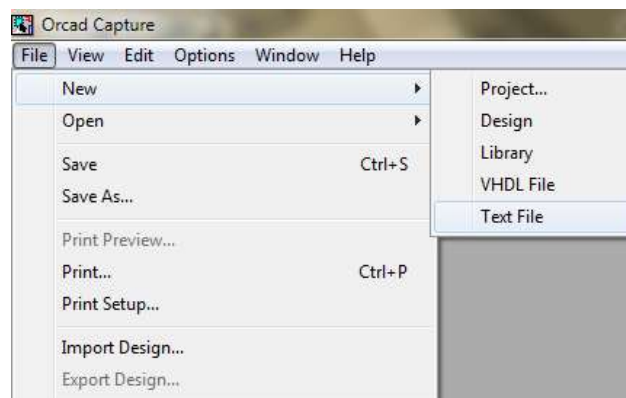 Orcad Capture
File View Edit Options Window Help
New
Open
Save Ctrl+S
Save As...
Print Preview...
Print... Ctrl+P
Print Setup...
Import Design...
Export Design...
Project...
Design
Library
VHDL File
Text File